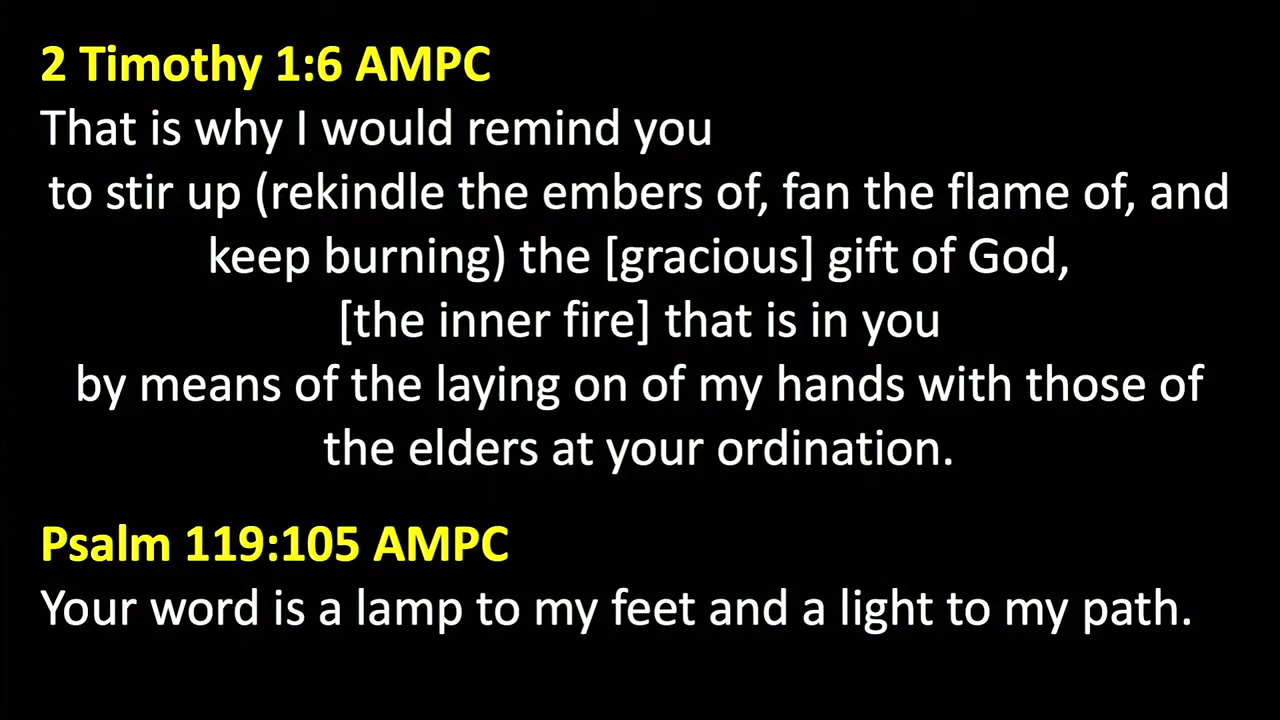 2 Timothy 1:6 AMPC
That is why I would remind you
to stir up (rekindle the embers of, fan the flame of, and
keep burning) the [gracious] gift of God,
[the inner fire] that is in you
by means of the laying on of my hands with those of
the elders at your ordination.
Psalm 119:105 AMPC
Your word is a lamp to my feet and a light to my path.